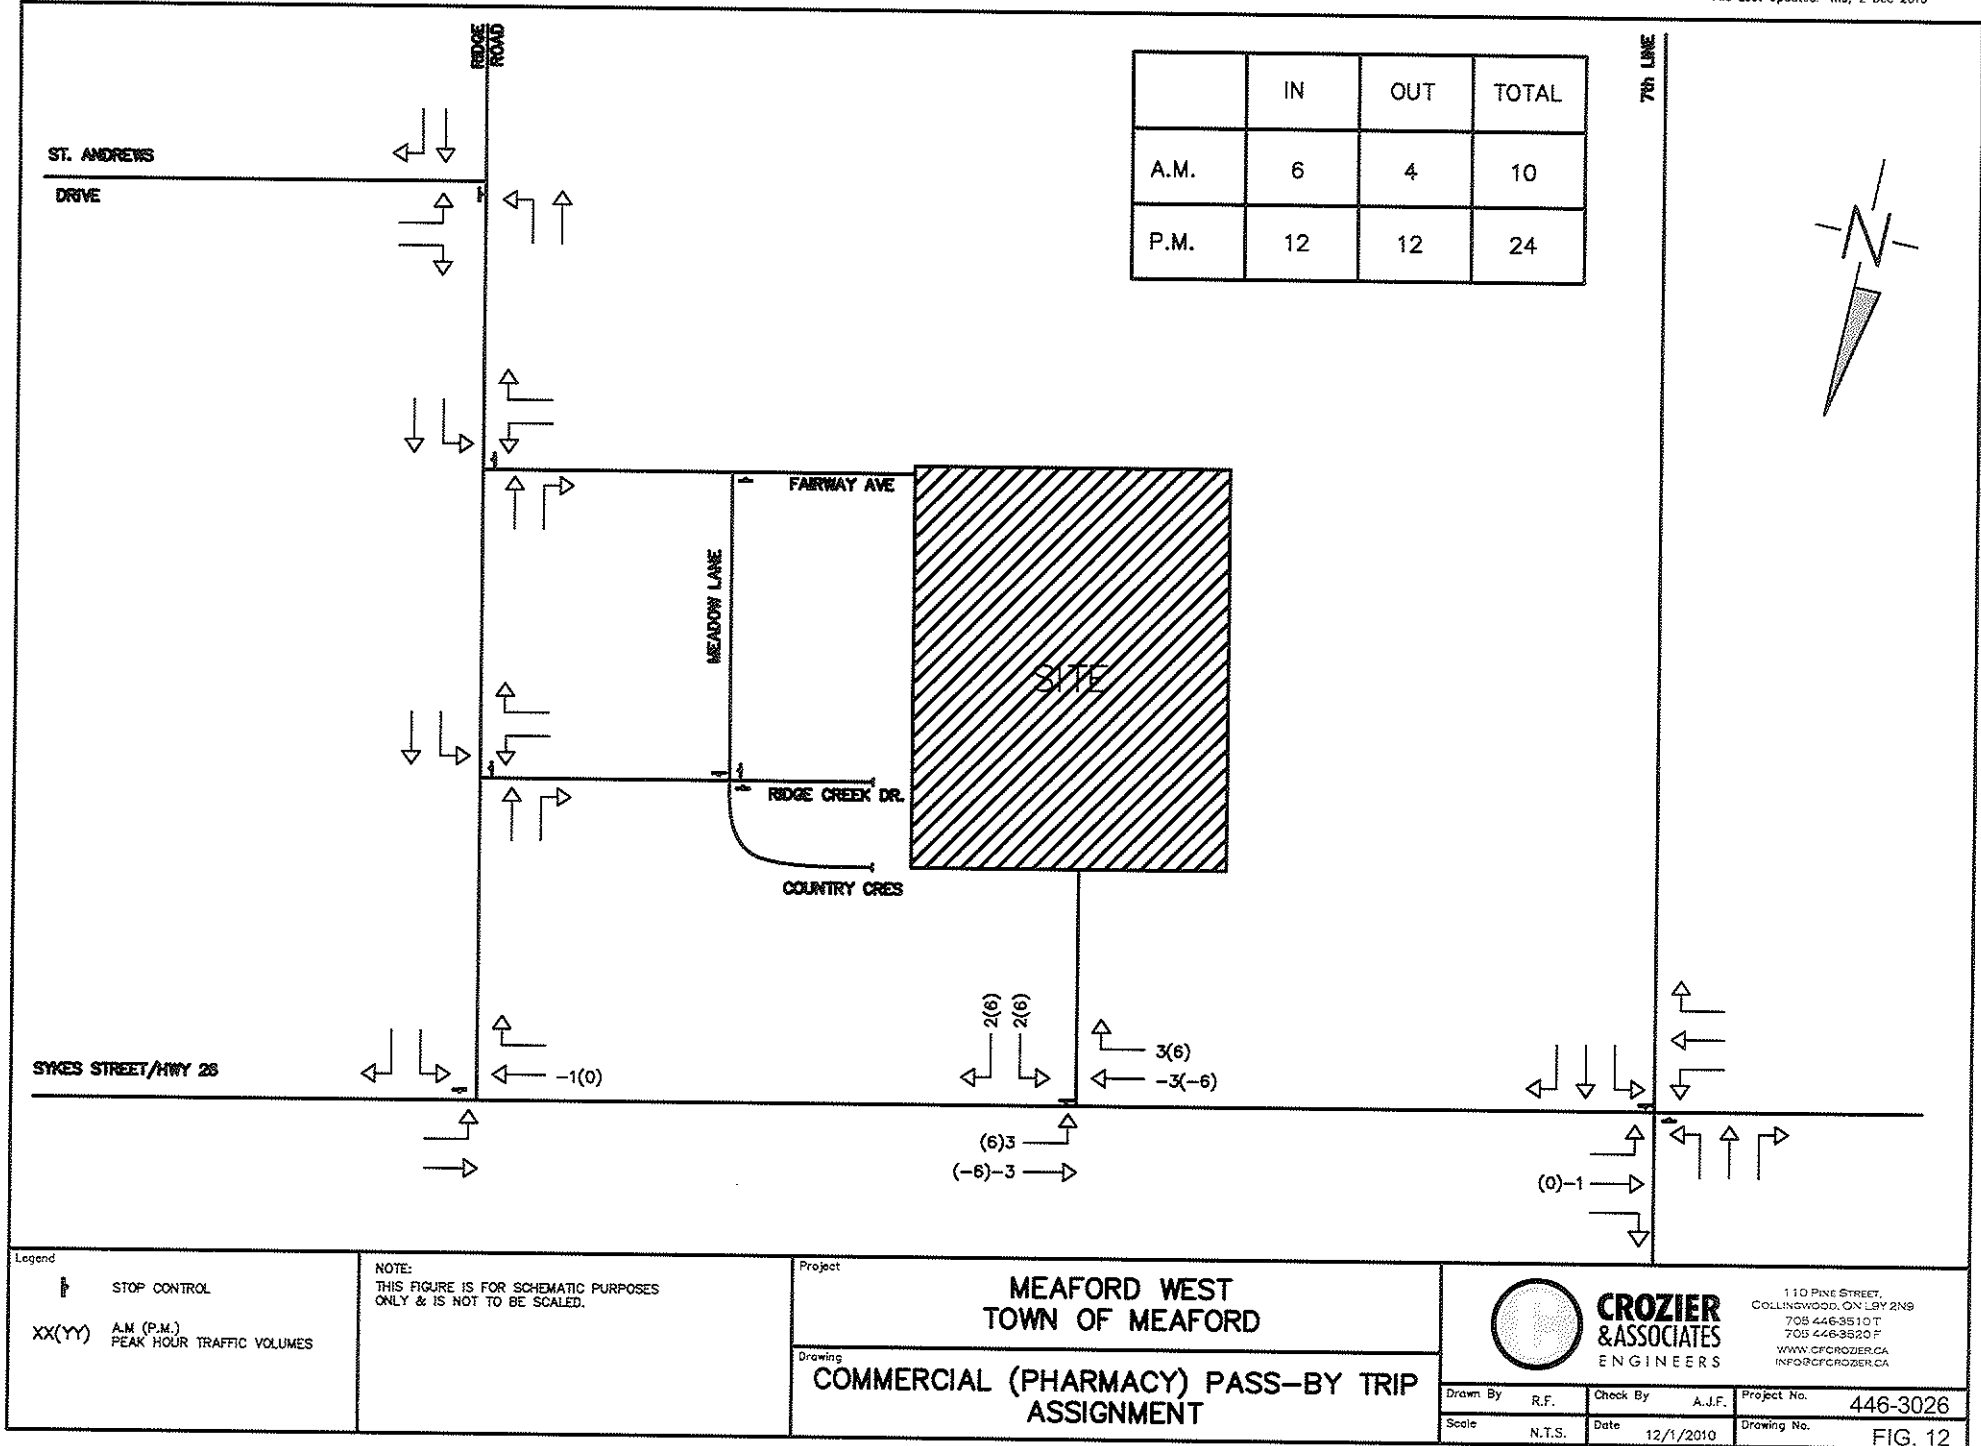 RIDGE
ROAD
7th LINE
IN OUT TOTAL
A.M. 6 4 10
P.M. 12 12 24
N
ST. ANDREWS
DRIVE
FAIRWAY AVE
MEADOW LANE
SITE
RIDGE CREEK DR.
COUNTRY CRES
SYKES STREET/HWY 26
-1(0)
2(6)
2(6)
3(6)
-3(-6)
(6)3
(-6)-3
(0)-1
Legend
STOP CONTROL
XX(YY) A.M (P.M.)
PEAK HOUR TRAFFIC VOLUMES
NOTE:
THIS FIGURE IS FOR SCHEMATIC PURPOSES
ONLY & IS NOT TO BE SCALED.
Project
MEAFORD WEST
TOWN OF MEAFORD
Drawing
COMMERCIAL (PHARMACY) PASS-BY TRIP
ASSIGNMENT
CROZIER
&ASSOCIATES
ENGINEERS
110 PINE STREET,
COLLINGWOOD, ON L9Y 2N9
705 446-3510 T
705 446-3520 F
WWW.CFCROZIER.CA
INFO@CFCROZIER.CA
Drawn By R.F. Check By A.J.F. Project No. 446-3026
Scale N.T.S. Date 12/1/2010 Drawing No. FIG. 12